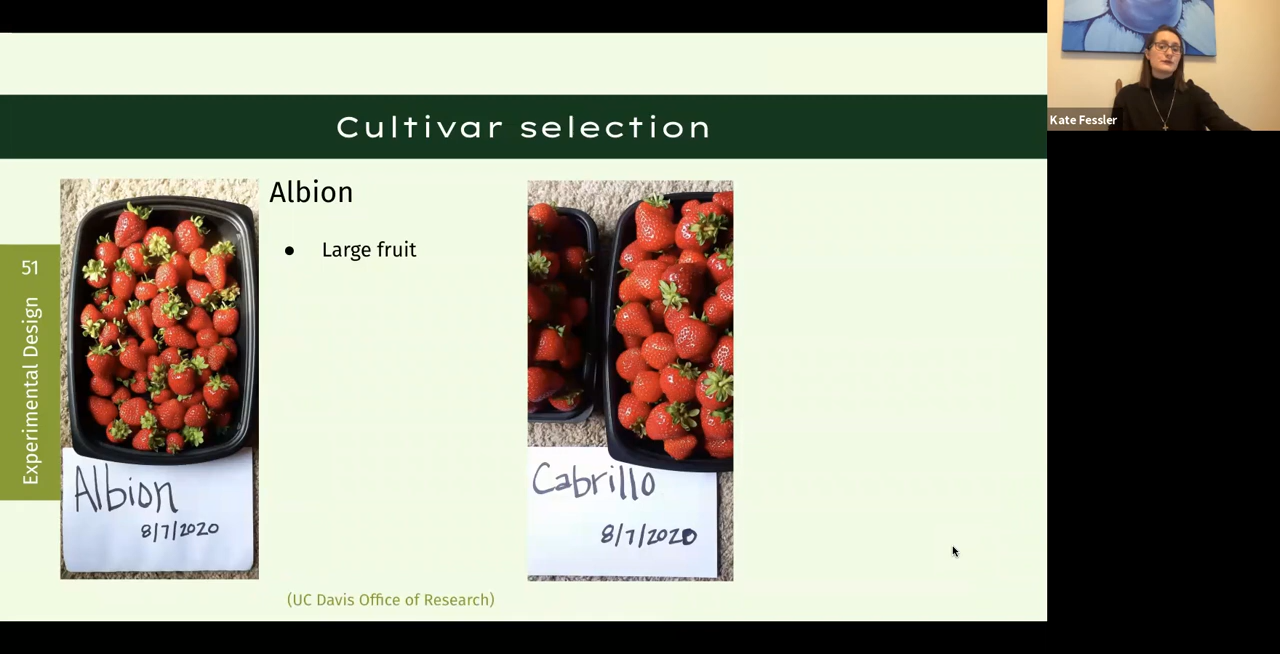 Cultivar selection
Kate Fessler
51
Experimental Design
Albion
● Large fruit
Albion
8/7/2020
Cabrillo
8/7/2020
(UC Davis Office of Research)